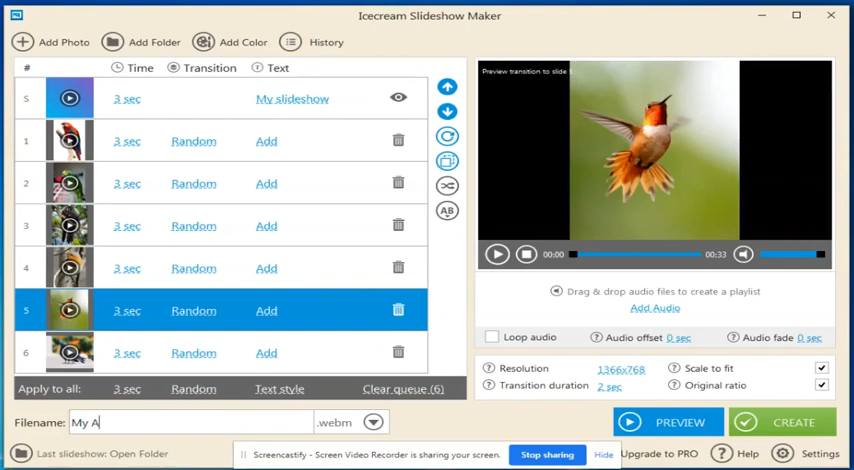 Icecream Slideshow Maker
Add Photo Add Folder Add Color History
# Time Transition Text
S 3 sec My slideshow
1 3 sec Random Add
2 3 sec Random Add
3 3 sec Random Add
4 3 sec Random Add
5 3 sec Random Add
6 3 sec Random Add
Apply to all: 3 sec Random Text style Clear queue (6)
Filename: My A .webm
Last slideshow: Open Folder
AB
Preview transition to slide
00:00 00:33
Drag & drop audio files to create a playlist
Add Audio
Loop audio ? Audio offset 0 sec ? Audio fade 0 sec
? Resolution 1366x768 ? Scale to fit
? Transition duration 2 sec ? Original ratio
PREVIEW CREATE
Screencastify - Screen Video Recorder is sharing your screen. Stop sharing Hide
Upgrade to PRO ? Help Settings